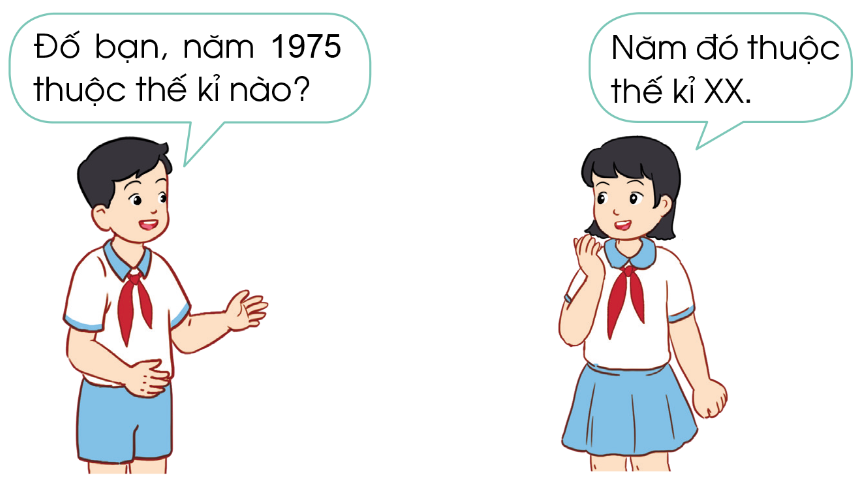 Đố bạn, năm 1975
thuộc thế kỉ nào?
Năm đó thuộc
thế kỉ XX.